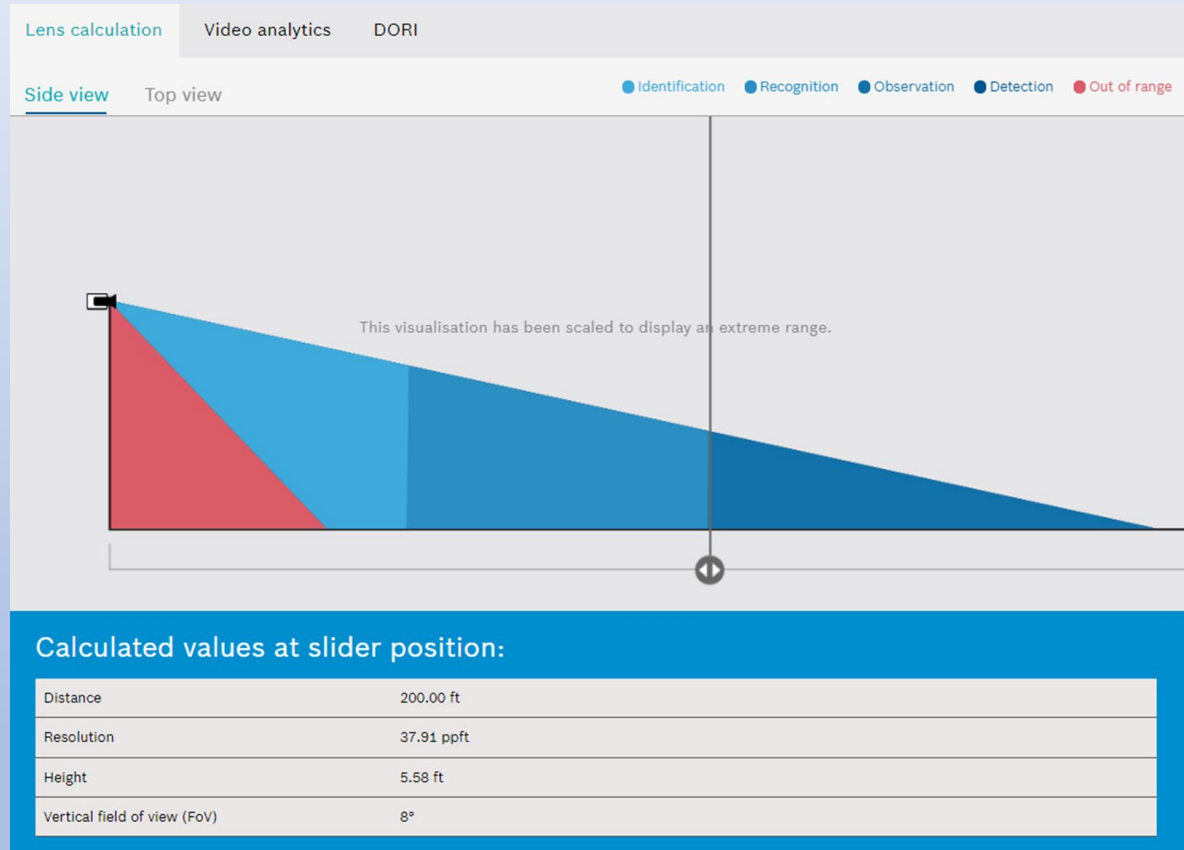 Lens calculation Video analytics DORI
Side view Top view Identification Recognition Observation Detection Out of range
This visualisation has been scaled to display an extreme range.
Calculated values at slider position:
Distance 200.00 ft
Resolution 37.91 ppft
Height 5.58 ft
Vertical field of view (FoV) 8°